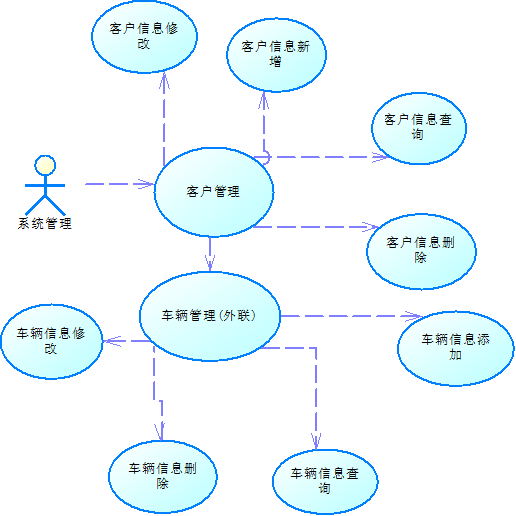 客户信息修
改
客户信息新
增
客户信息查
询
客户管理
系统管理
客户信息删
除
车辆管理(外联)
车辆信息修
改
车辆信息添
加
车辆信息删
除
车辆信息查
询